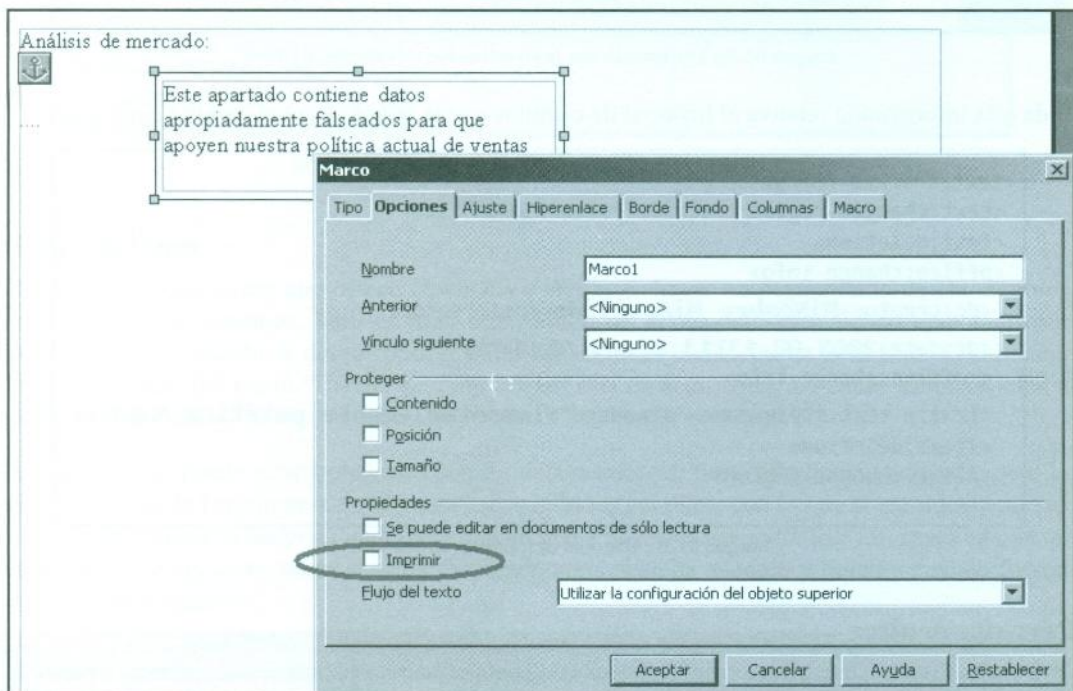 Análisis de mercado:
Este apartado contiene datos
apropiadamente falseados para que
apoyen nuestra política actual de ventas
Marco
Tipo Opciones Ajuste Hiperenlace Borde Fondo Columnas Macro
Nombre Marco1
Anterior <Ninguno>
Vínculo siguiente <Ninguno>
Proteger
Contenido
Posición
Tamaño
Propiedades
Se puede editar en documentos de sólo lectura
Imprimir
Flujo del texto Utilizar la configuración del objeto superior
Aceptar Cancelar Ayuda Restablecer